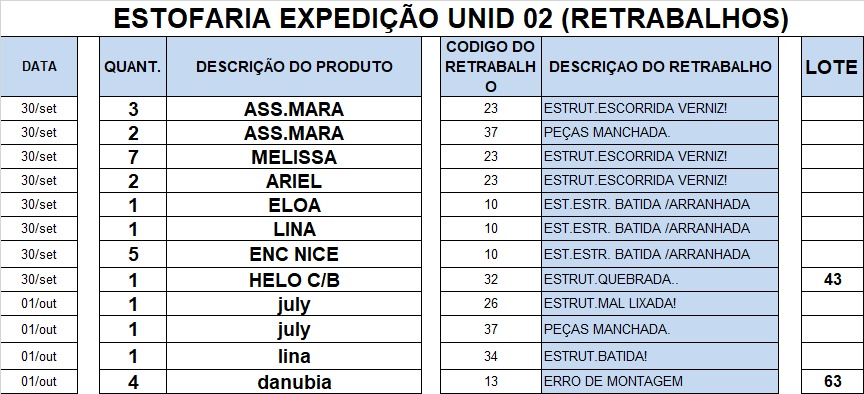 ESTOFARIA EXPEDIÇÃO UNID 02 (RETRABALHOS)
DATA QUANT. DESCRIÇÃO DO PRODUTO CODIGO DO RETRABALHO DESCRIÇAO DO RETRABALHO LOTE
30/set 3 ASS.MARA 23 ESTRUT.ESCORRIDA VERNIZ!
30/set 2 ASS.MARA 37 PEÇAS MANCHADA.
30/set 7 MELISSA 23 ESTRUT.ESCORRIDA VERNIZ!
30/set 2 ARIEL 23 ESTRUT.ESCORRIDA VERNIZ!
30/set 1 ELOA 10 EST.ESTR. BATIDA /ARRANHADA
30/set 1 LINA 10 EST.ESTR. BATIDA /ARRANHADA
30/set 5 ENC NICE 10 EST.ESTR. BATIDA /ARRANHADA
30/set 1 HELO C/B 32 ESTRUT.QUEBRADA.. 43
01/out 1 july 26 ESTRUT.MAL LIXADA!
01/out 1 july 37 PEÇAS MANCHADA.
01/out 1 lina 34 ESTRUT.BATIDA!
01/out 4 danubia 13 ERRO DE MONTAGEM 63